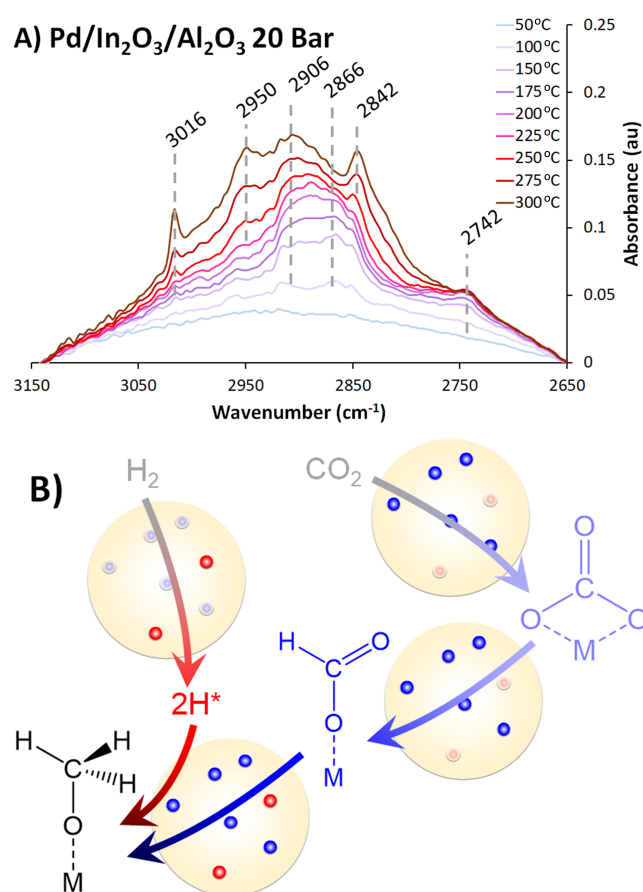 A) Pd/In₂O₃/Al₂O₃ 20 Bar
3016
2950
2906
2866
2842
2742
50°C
100°C
150°C
175°C
200°C
225°C
250°C
275°C
300°C
0.25
0.2
0.15
0.1
0.05
0
Absorbance (au)
3150
3050
2950
2850
2750
2650
Wavenumber (cm⁻¹)
B)
H₂
CO₂
O
C
O
O
M
H
O
C
O
M
2H*
H
H
C
H
O
M